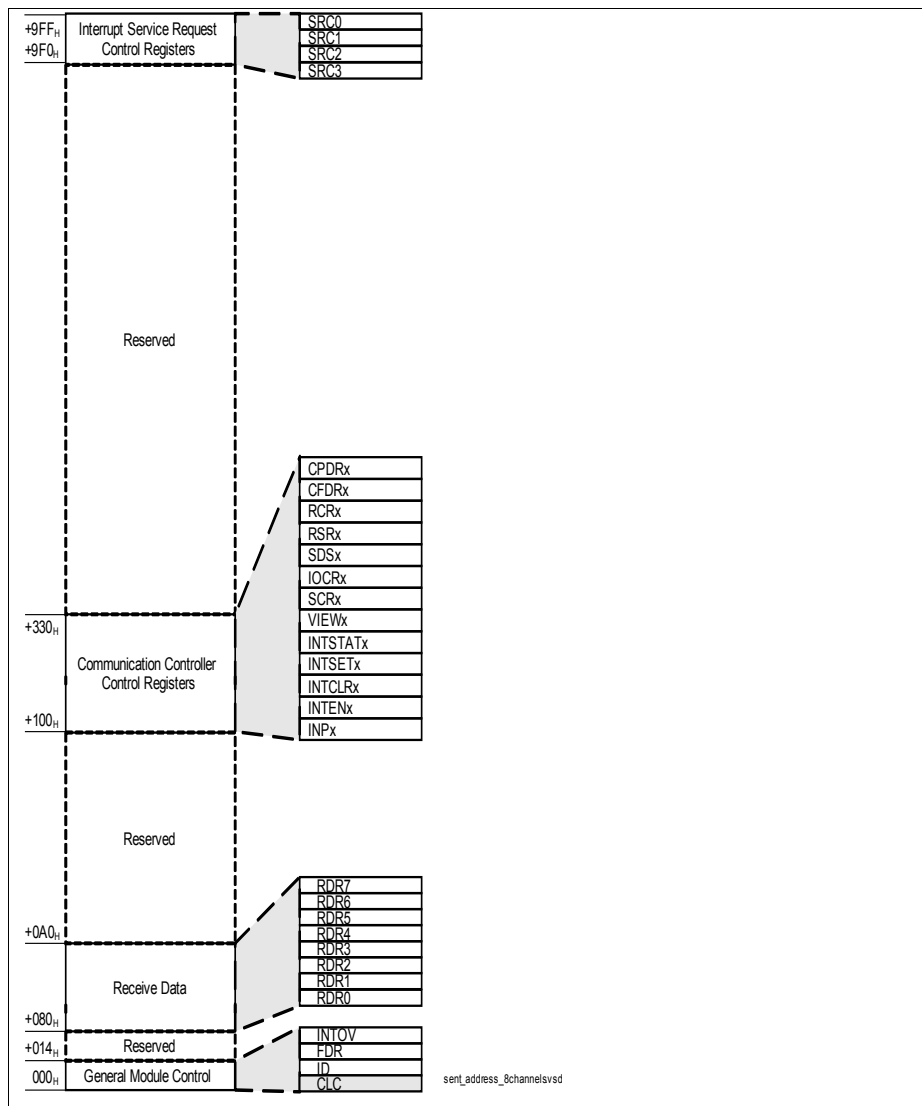 +9FFH
+9F0H
Interrupt Service Request
Control Registers
SRC0
SRC1
SRC2
SRC3
Reserved
CPDRx
CFDRx
RCRx
RSRx
SDSx
IOCRx
SCRx
VIEWx
INTSTATx
INTSETx
INTCLRx
INTENx
INPx
+330H
Communication Controller
Control Registers
+100H
Reserved
RDR7
RDR6
RDR5
RDR4
RDR3
RDR2
RDR1
RDR0
+0A0H
Receive Data
+080H
Reserved
+014H
INTOV
FDR
ID
CLC
000H
General Module Control
sent_address_8channelsvsd